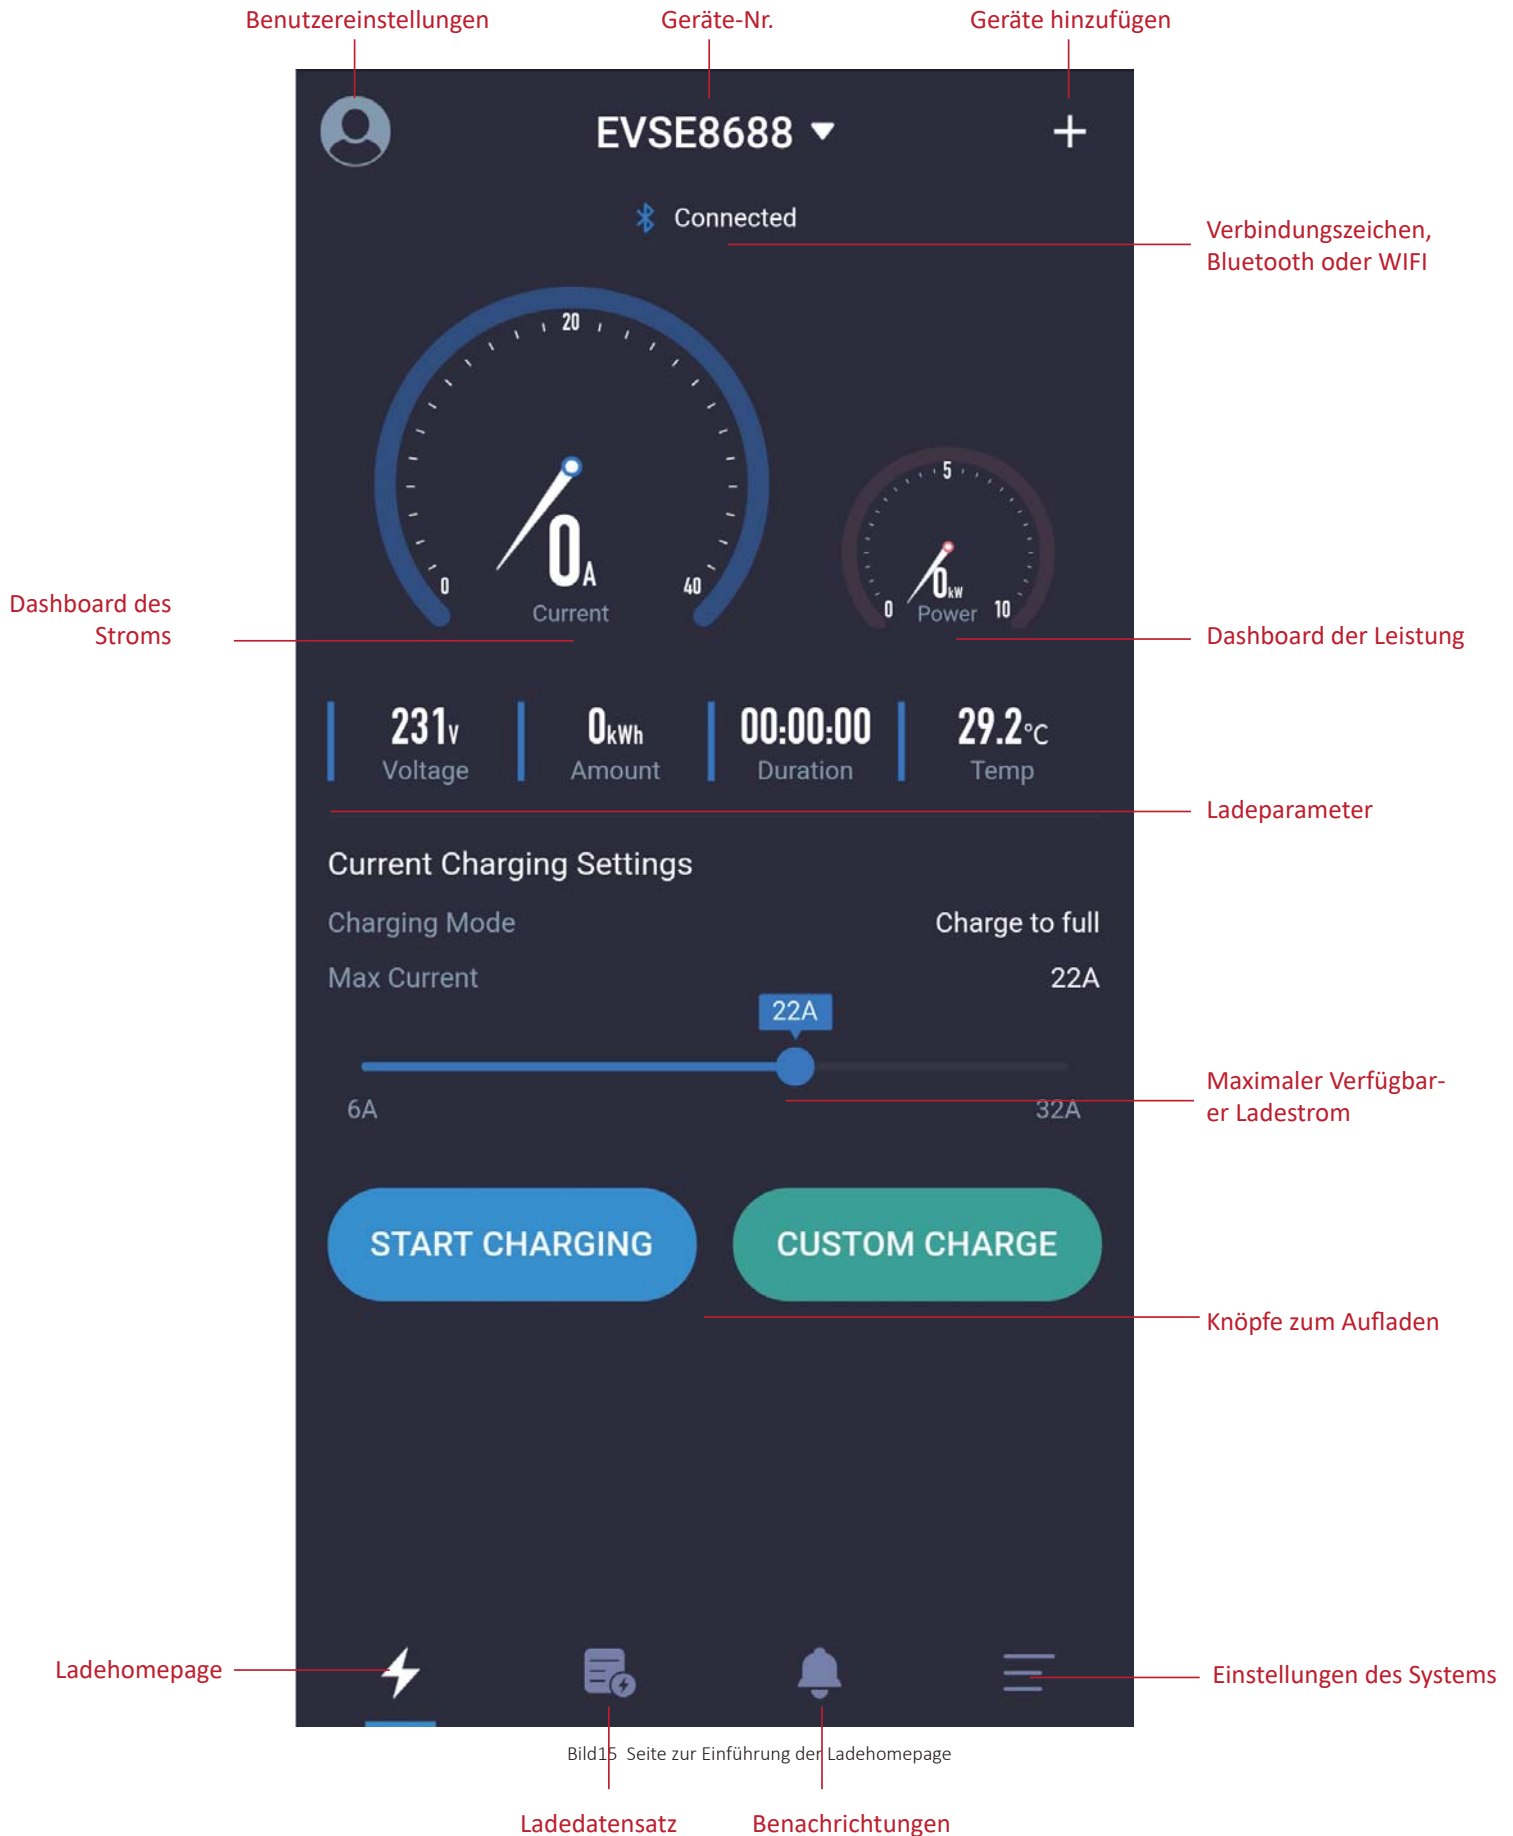 Benutzereinstellungen
Geräte-Nr.
Geräte hinzufügen
EVSE8688
Connected
Verbindungszeichen,
Bluetooth oder WIFI
20
0
40
0A
Current
5
0
10
0kW
Power
Dashboard des
Stroms
Dashboard der Leistung
231V
0kWh
00:00:00
29.2°C
Voltage
Amount
Duration
Temp
Ladeparameter
Current Charging Settings
Charging Mode
Charge to full
Max Current
22A
22A
6A
32A
Maximaler Verfügbar-
er Ladestrom
START CHARGING
CUSTOM CHARGE
Knöpfe zum Aufladen
Ladehomepage
Einstellungen des Systems
Bild15 Seite zur Einführung der Ladehomepage
Ladedatensatz
Benachrichtungen